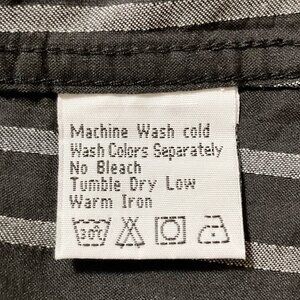 Machine Wash cold
Wash Colors Separately
No Bleach
Tumble Dry Low
Warm Iron
30°